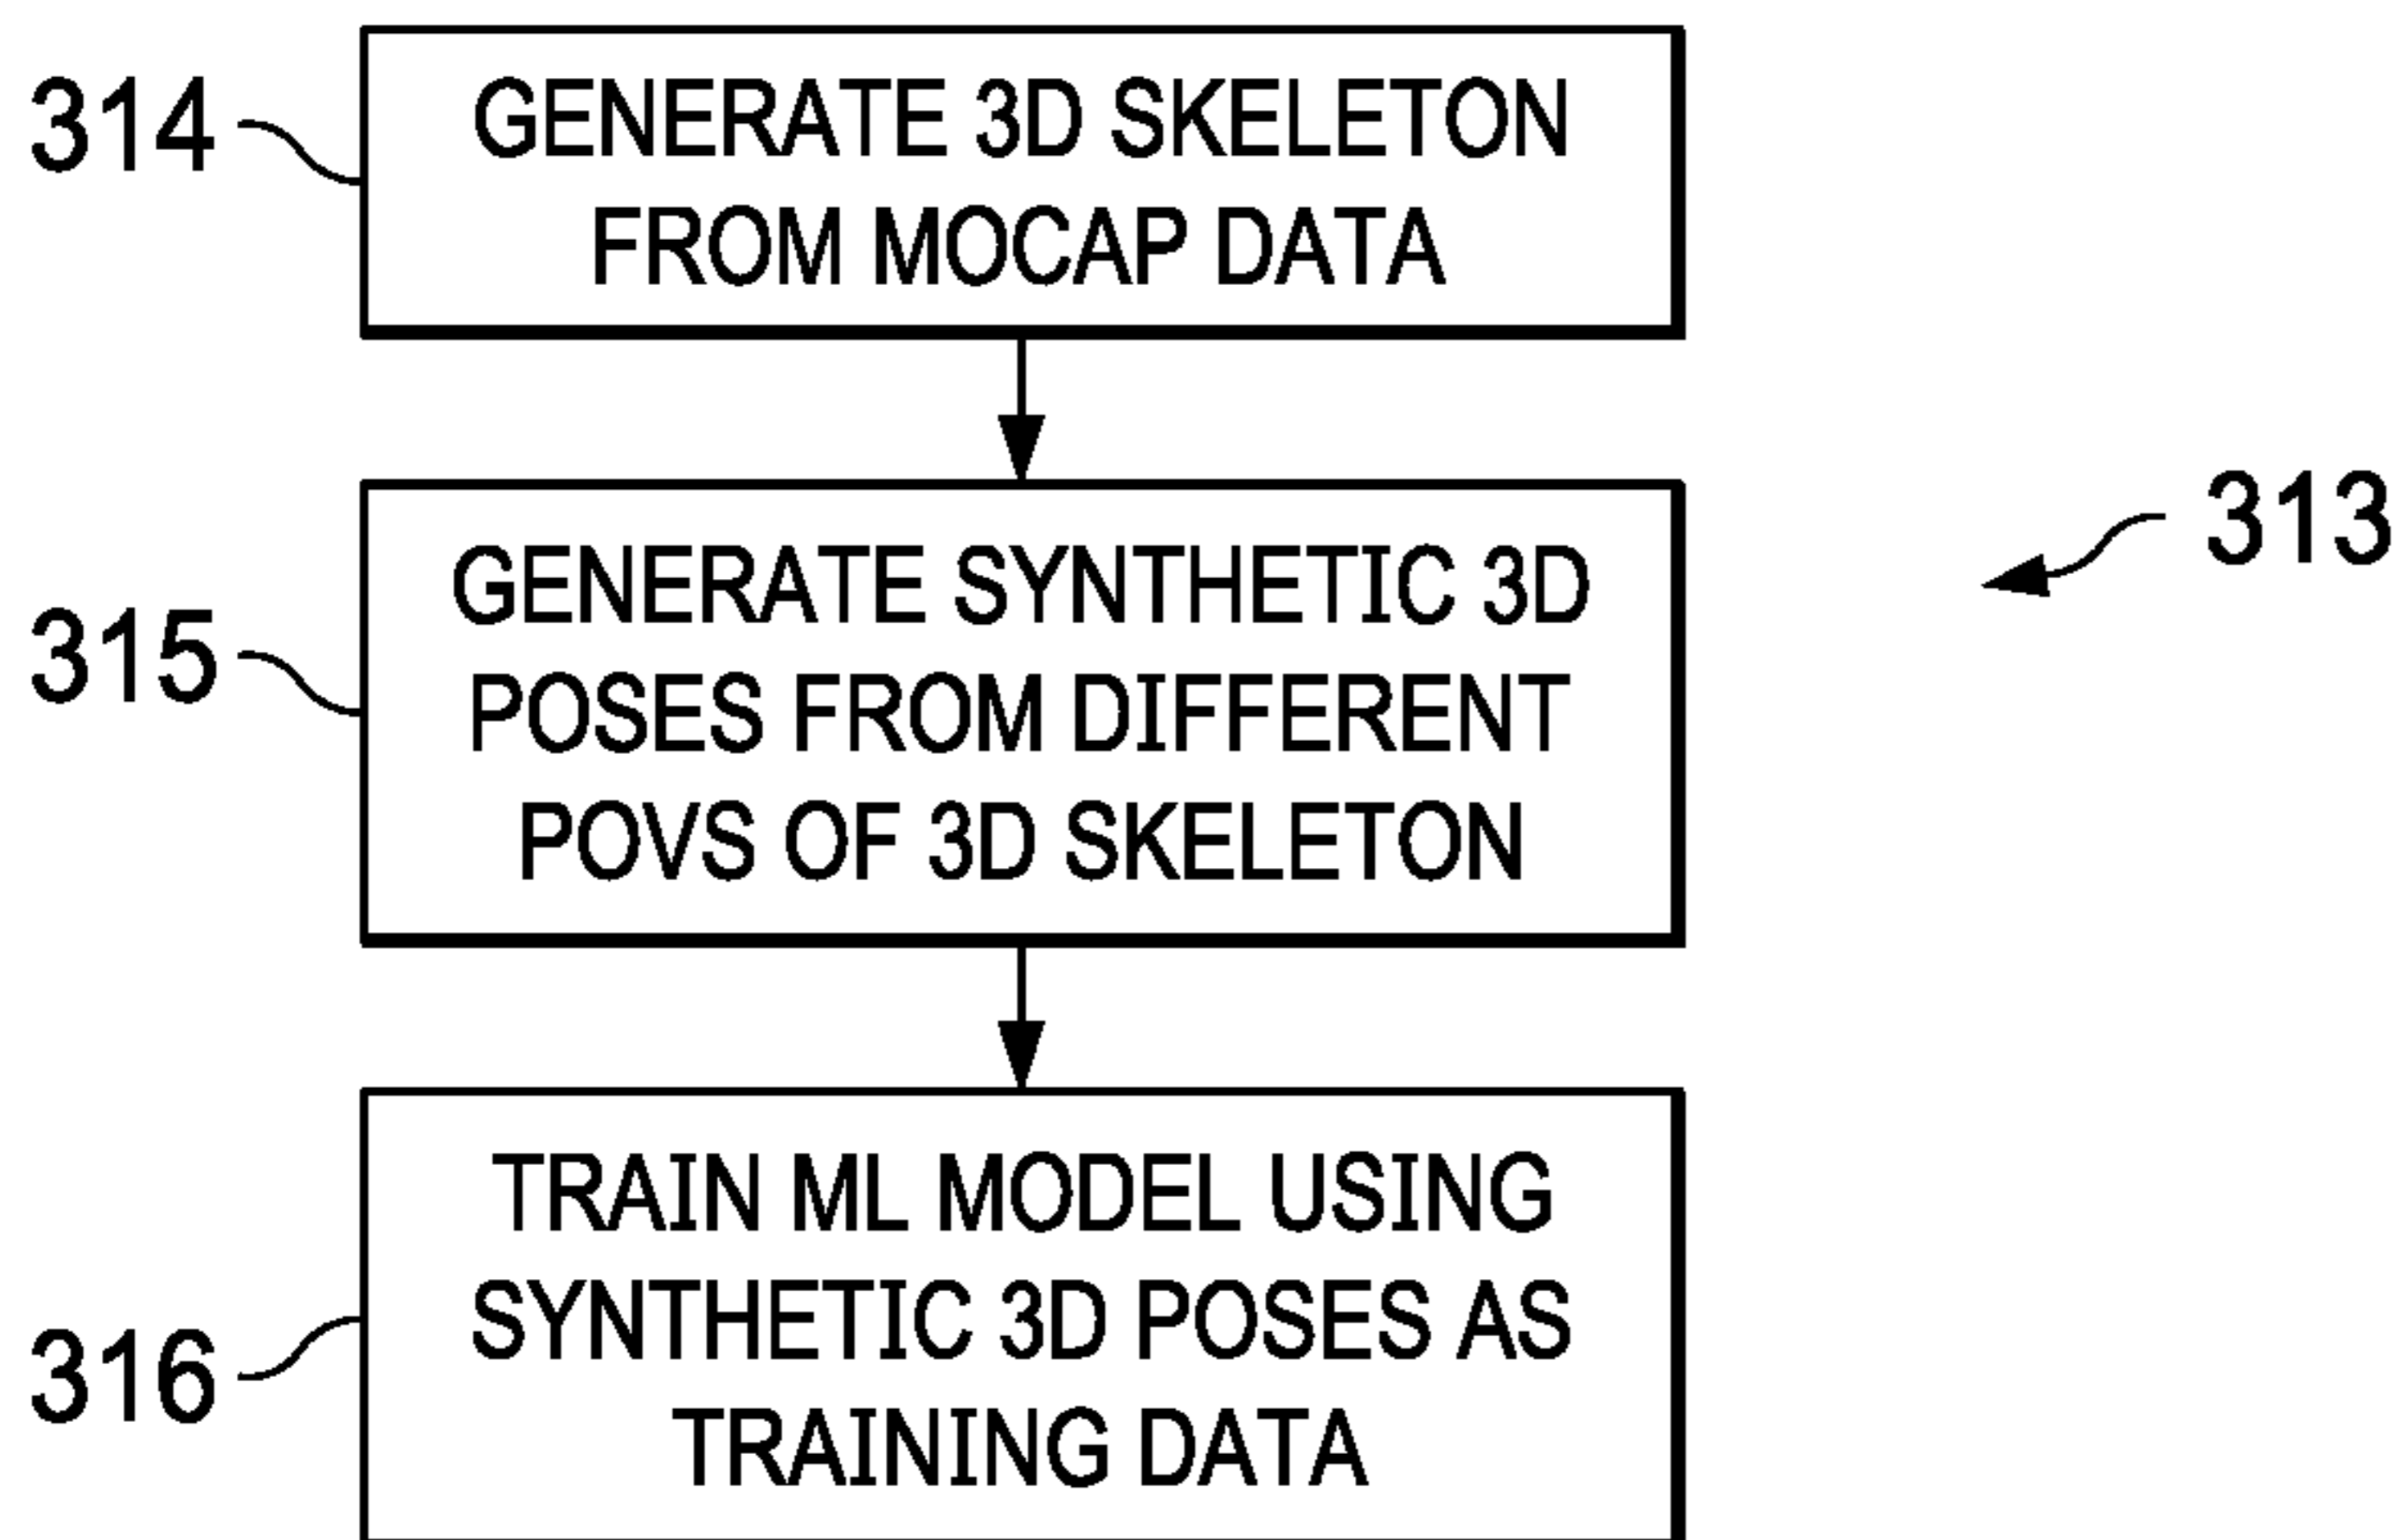 314
GENERATE 3D SKELETON
FROM MOCAP DATA
313
315
GENERATE SYNTHETIC 3D
POSES FROM DIFFERENT
POVS OF 3D SKELETON
316
TRAIN ML MODEL USING
SYNTHETIC 3D POSES AS
TRAINING DATA